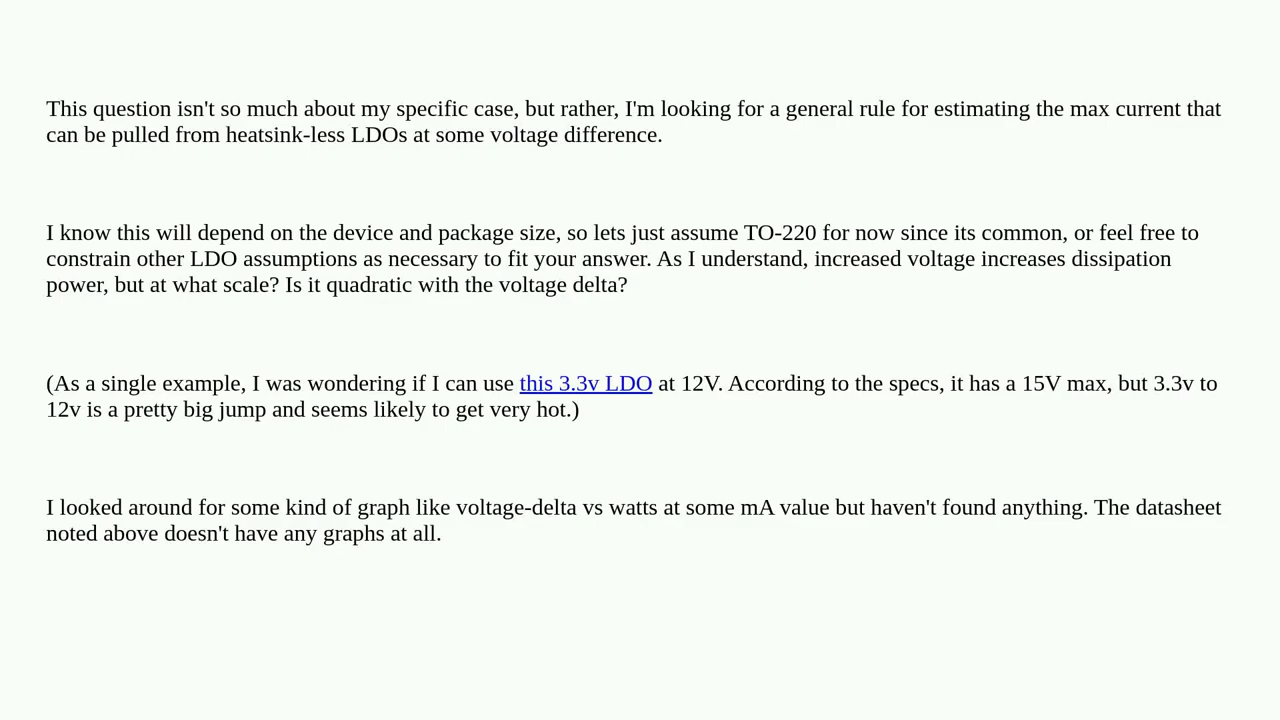 This question isn't so much about my specific case, but rather, I'm looking for a general rule for estimating the max current that
can be pulled from heatsink-less LDOs at some voltage difference.
I know this will depend on the device and package size, so lets just assume TO-220 for now since its common, or feel free to
constrain other LDO assumptions as necessary to fit your answer. As I understand, increased voltage increases dissipation
power, but at what scale? Is it quadratic with the voltage delta?
(As a single example, I was wondering if I can use this 3.3v LDO at 12V. According to the specs, it has a 15V max, but 3.3v to
12v is a pretty big jump and seems likely to get very hot.)
I looked around for some kind of graph like voltage-delta vs watts at some mA value but haven't found anything. The datasheet
noted above doesn't have any graphs at all.